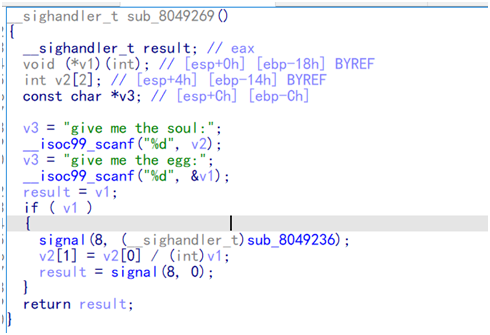 __sighandler_t sub_8049269()
{
  __sighandler_t result; // eax
  void (*v1)(int); // [esp+0h] [ebp-18h] BYREF
  int v2[2]; // [esp+4h] [ebp-14h] BYREF
  const char *v3; // [esp+Ch] [ebp-Ch]

  v3 = "give me the soul:";
  __isoc99_scanf("%d", v2);
  v3 = "give me the egg:";
  __isoc99_scanf("%d", &v1);
  result = v1;
  if ( v1 )
  {
    signal(8, (__sighandler_t)sub_8049236);
    v2[1] = v2[0] / (int)v1;
    result = signal(8, 0);
  }
  return result;
}